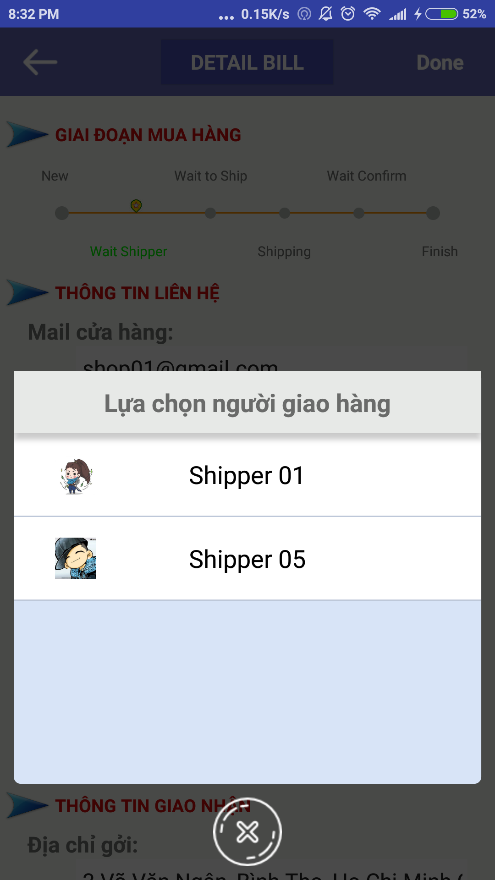 8:32 PM ... 0.15K/s 52%
DETAIL BILL Done
GIAI ĐOẠN MUA HÀNG
New Wait to Ship Wait Confirm
Wait Shipper Shipping Finish
THÔNG TIN LIÊN HỆ
Mail cửa hàng:
shop01@gmail.com
Lựa chọn người giao hàng
Shipper 01
Shipper 05
THÔNG TIN GIAO NHẬN
Địa chỉ gởi:
2 Võ Văn Ngân, Bình Thọ, Ho Chi Minh